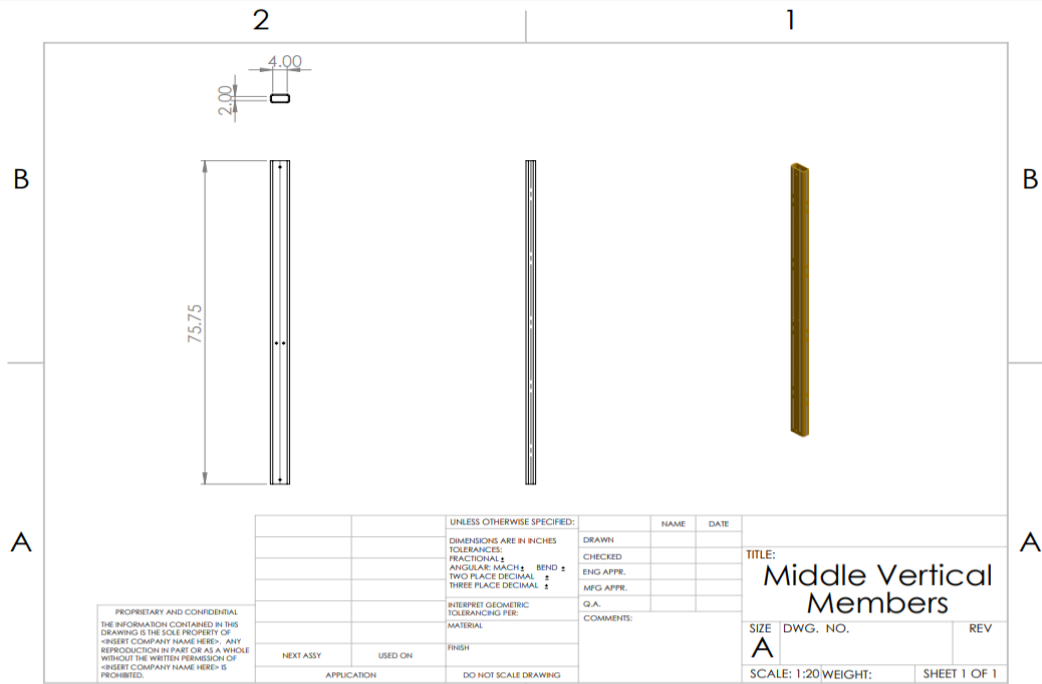 2
1
4.00
2.00
B
B
75.75
A
A
UNLESS OTHERWISE SPECIFIED:
DIMENSIONS ARE IN INCHES
TOLERANCES:
FRACTIONAL ±
ANGULAR: MACH ± BEND ±
TWO PLACE DECIMAL ±
THREE PLACE DECIMAL ±
INTERPRET GEOMETRIC
TOLERANCING PER:
MATERIAL
FINISH
DO NOT SCALE DRAWING
NAME
DATE
DRAWN
CHECKED
ENG APPR.
MFG APPR.
Q.A.
COMMENTS:
PROPRIETARY AND CONFIDENTIAL
THE INFORMATION CONTAINED IN THIS
DRAWING IS THE SOLE PROPERTY OF
<INSERT COMPANY NAME HERE>. ANY
REPRODUCTION IN PART OR AS A WHOLE
WITHOUT THE WRITTEN PERMISSION OF
<INSERT COMPANY NAME HERE> IS
PROHIBITED.
NEXT ASSY
USED ON
APPLICATION
TITLE:
Middle Vertical
Members
SIZE
A
DWG. NO.
REV
SCALE: 1:20
WEIGHT:
SHEET 1 OF 1